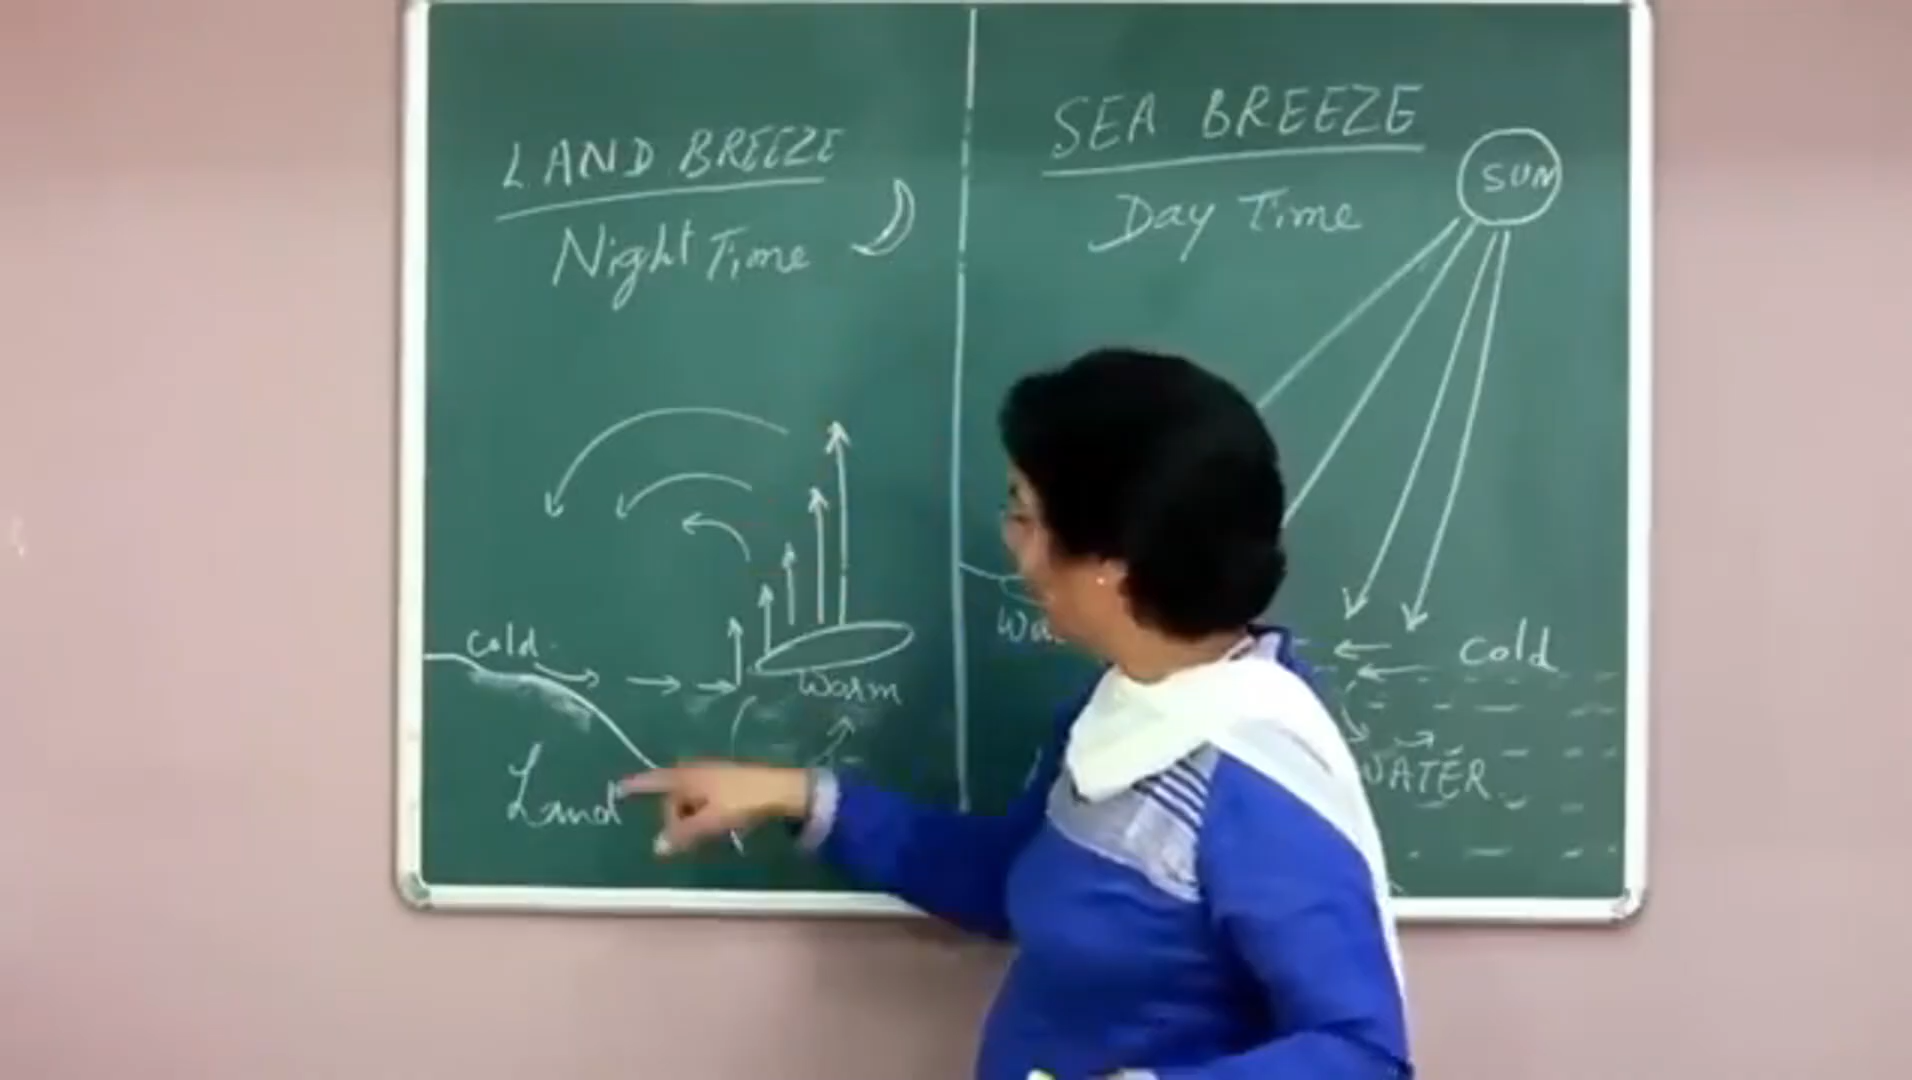 LAND BREEZE
Night Time
cold
warm
Land
SEA BREEZE
Day Time
SUN
cold
WATER